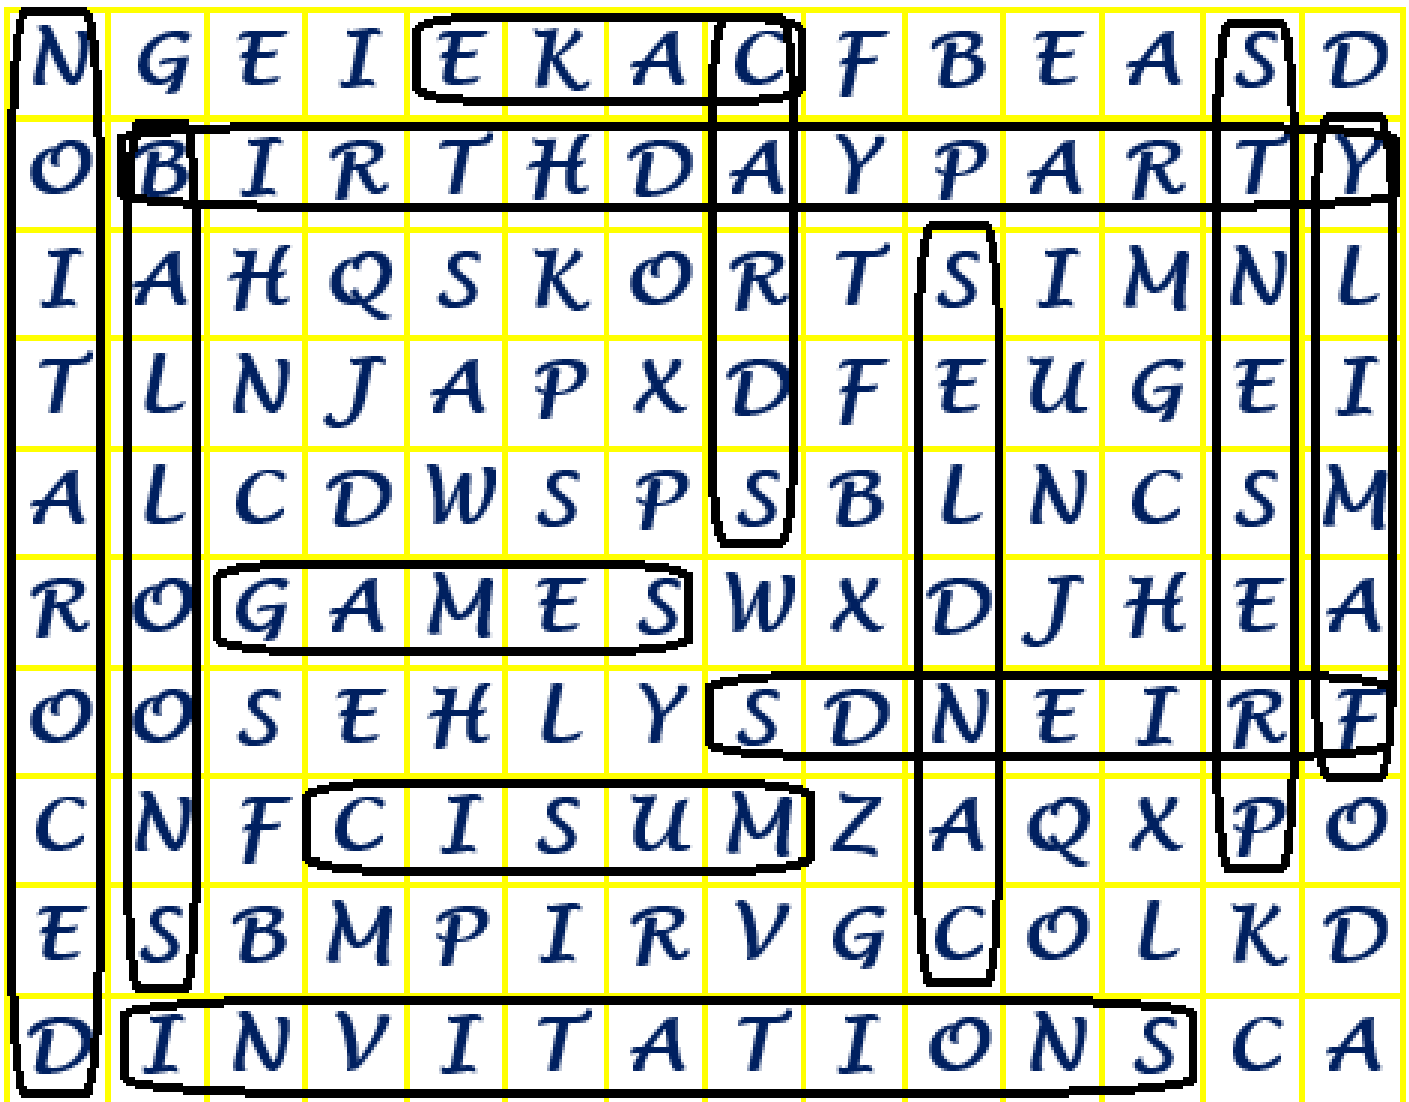 N G E I E K A C F B E A S D
O B I R T H D A Y P A R T Y
I A H Q S K O R T S I M N L
T L N J A P X D F E U G E I
A L C D W S P S B L N C S M
R O G A M E S W X D J H E A
O O S E H L Y S D N E I R F
C N F C I S U M Z A Q X P O
E S B M P I R V G C O L K D
D I N V I T A T I O N S C A